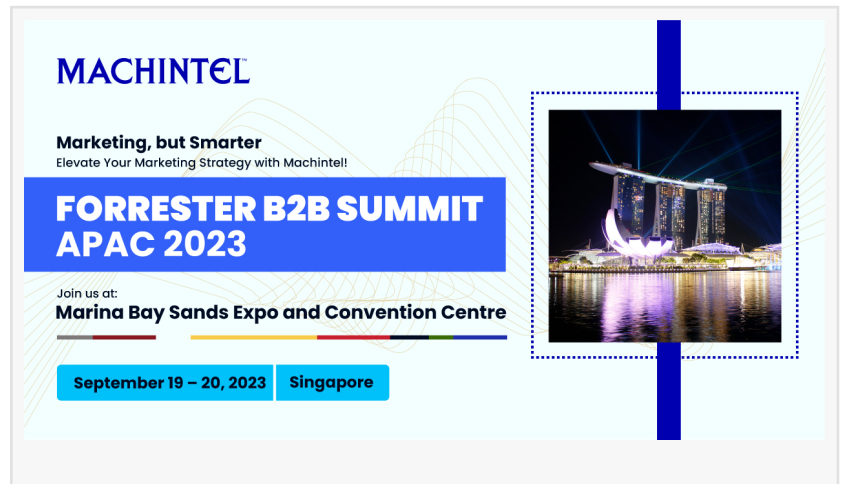 MACHINTEL™
Marketing, but Smarter
Elevate Your Marketing Strategy with Machintel!
FORRESTER B2B SUMMIT
APAC 2023
Join us at:
Marina Bay Sands Expo and Convention Centre
September 19 – 20, 2023 Singapore